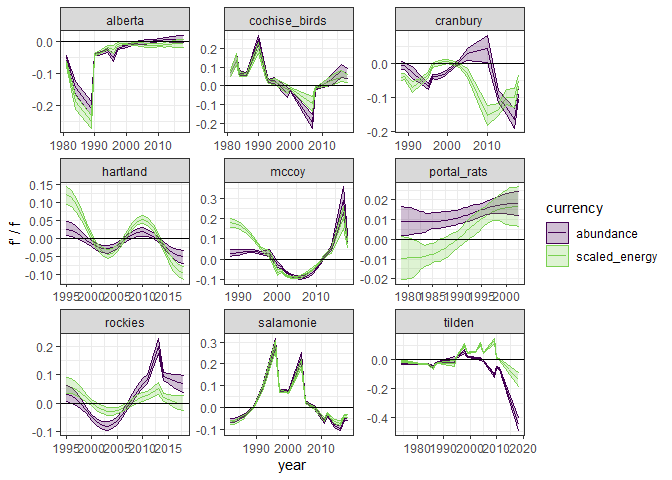 alberta
cochise_birds
cranbury
0.0
-0.1
-0.2
1980 1990 2000 2010
0.2
0.1
0.0
-0.1
-0.2
1980 1990 2000 2010
0.0
-0.1
-0.2
1990 2000 2010
hartland
mccoy
portal_rats
0.15
0.10
0.05
0.00
-0.05
-0.10
1995 2000 2005 2010 2015
0.3
0.2
0.1
0.0
-0.1
1990 2000 2010
0.02
0.01
0.00
-0.01
-0.02
1980 1985 1990 1995 2000
rockies
salamonie
tilden
0.2
0.1
0.0
-0.1
1995 2000 2005 2010 2015
0.3
0.2
0.1
0.0
-0.1
1990 2000 2010
0.0
-0.2
-0.4
1980 1990 2000 2010 2020
f' / f
year
currency
abundance
scaled_energy